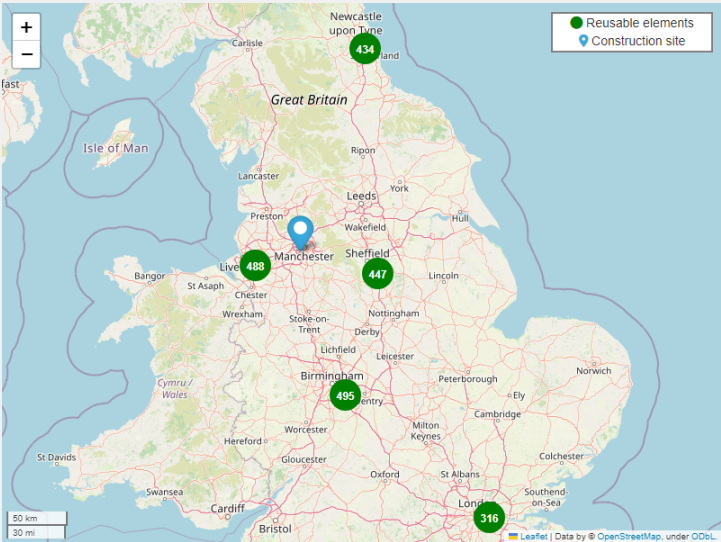 +
−
Reusable elements
Construction site
Newcastle
upon Tyne
434
Carlisle
Great Britain
Isle of Man
Ripon
Lancaster
York
Leeds
Preston
Hull
Wakefield
Manchester
Sheffield
488
447
Bangor
St Asaph
Chester
Lincoln
Wrexham
Stoke-on-
Trent
Nottingham
Derby
Lichfield
Leicester
Birmingham
Peterborough
Norwich
Cymru /
Wales
495
Ely
Cambridge
Worcester
Milton
Keynes
Hereford
St Davids
Gloucester
Colchester
Oxford
St Albans
Swansea
Southend-
on-Sea
Cardiff
316
50 km
30 mi
Bristol
Leaflet | Data by © OpenStreetMap, under ODbL.